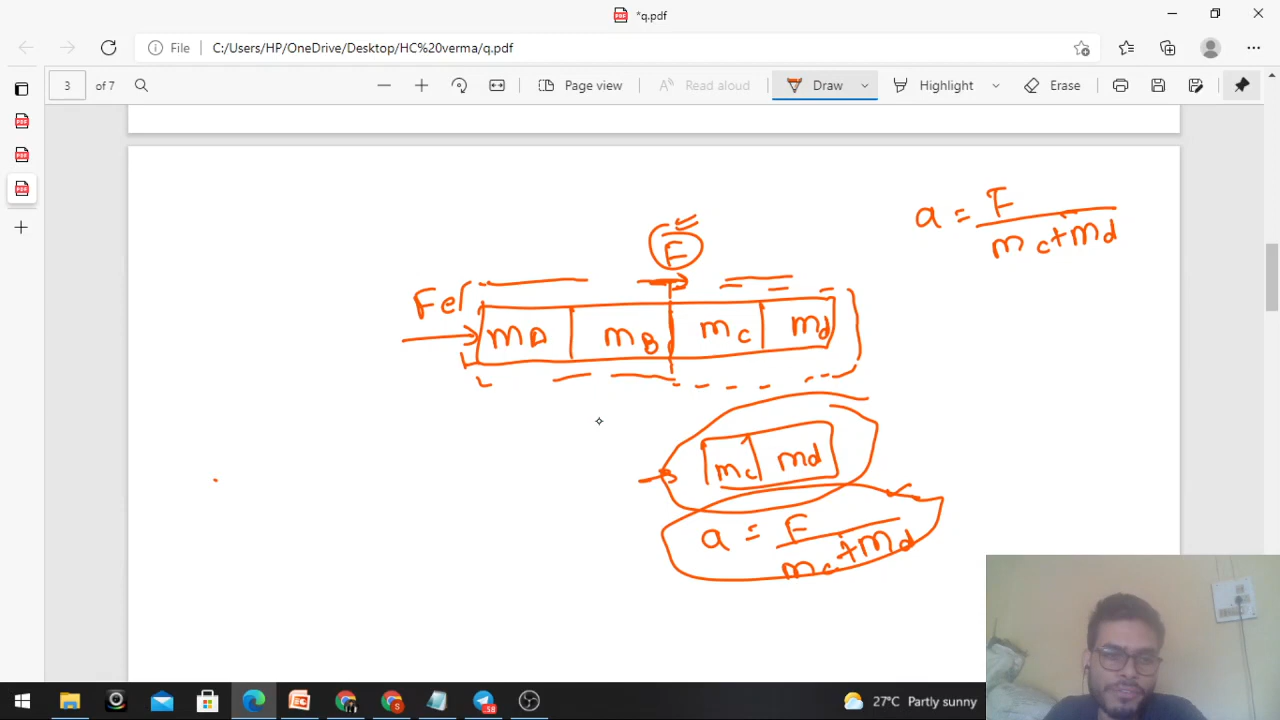 *q.pdf
File C:/Users/HP/OneDrive/Desktop/HC%20verma/q.pdf
3 of 7 Page view Read aloud Draw Highlight Erase
a = F / mc+md
F
mA mB mc md
mc md
a = F / mc+md
27°C Partly sunny